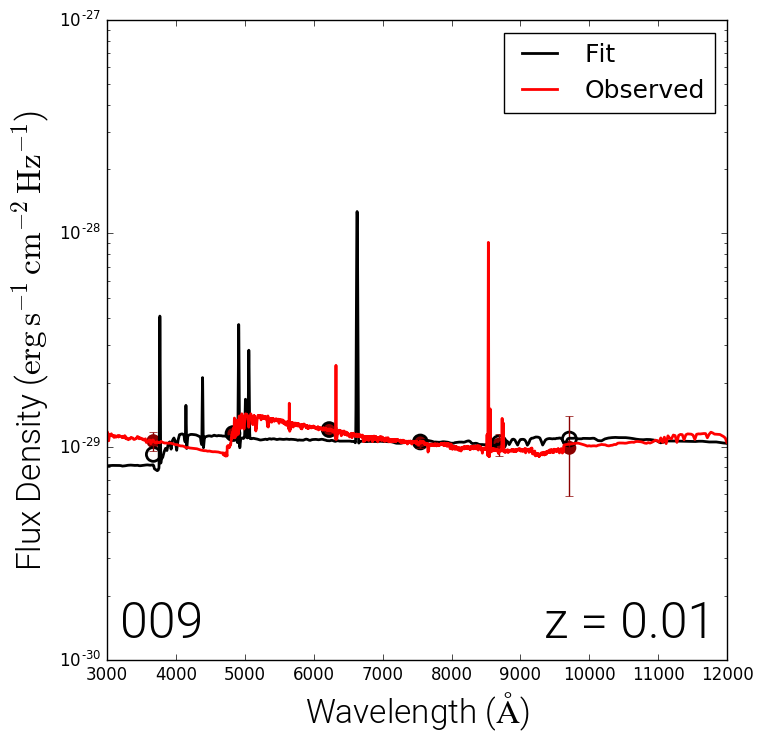 10⁻²⁷
10⁻²⁸
10⁻²⁹
10⁻³⁰
Flux Density (erg s⁻¹ cm⁻² Hz⁻¹)
Fit
Observed
009
z = 0.01
3000 4000 5000 6000 7000 8000 9000 10000 11000 12000
Wavelength (Å)